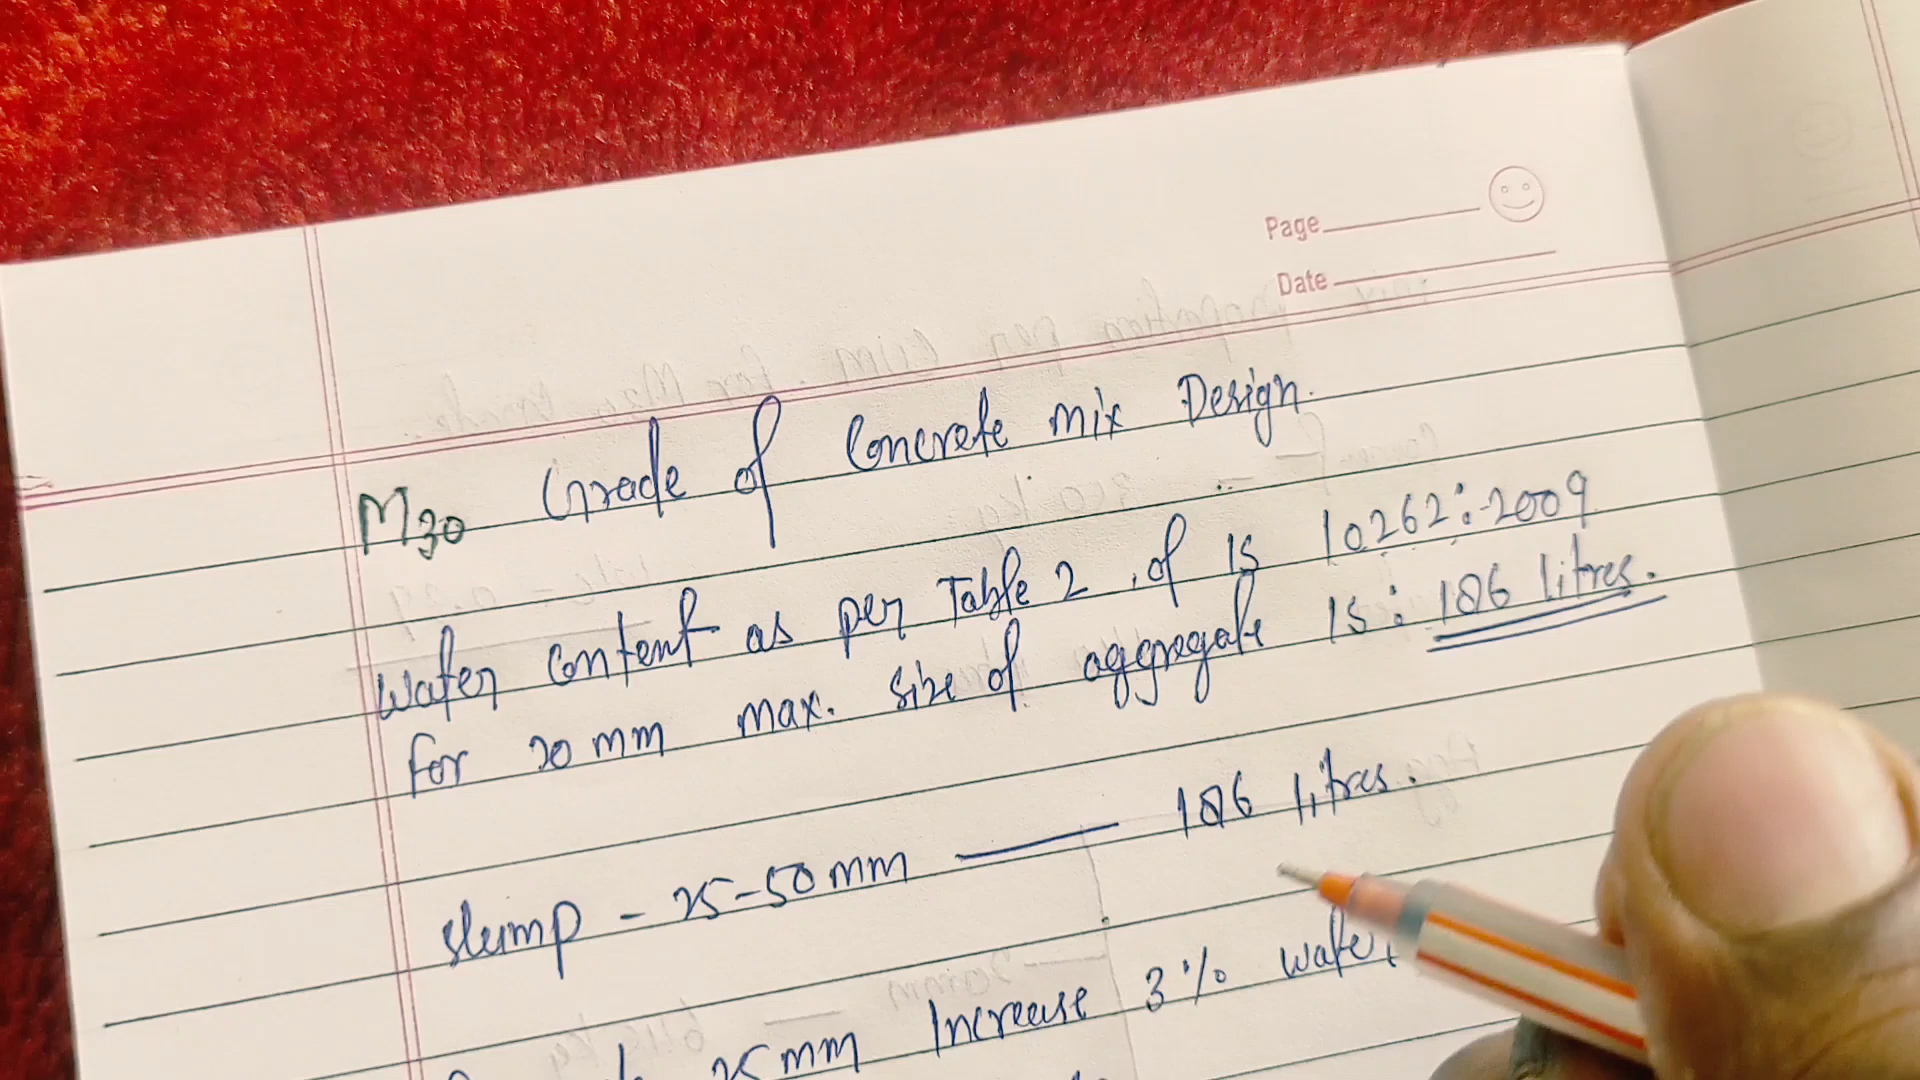 Page
Date
M30 Grade of Concrete mix Design.
Water content as per Table 2, of IS 10262:-2009
for 20 mm max. size of aggregate is : 186 litres.
slump - 25-50 mm — 186 litres.
25 mm Increase 3% water